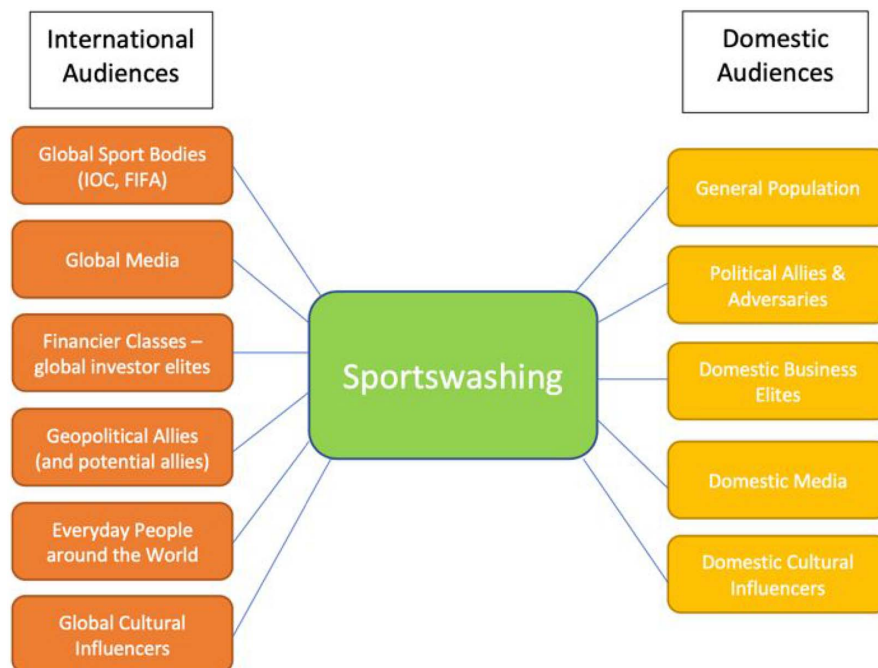 International
Audiences
Global Sport Bodies
(IOC, FIFA)
Global Media
Financier Classes –
global investor elites
Geopolitical Allies
(and potential allies)
Everyday People
around the World
Global Cultural
Influencers
Sportswashing
Domestic
Audiences
General Population
Political Allies &
Adversaries
Domestic Business
Elites
Domestic Media
Domestic Cultural
Influencers